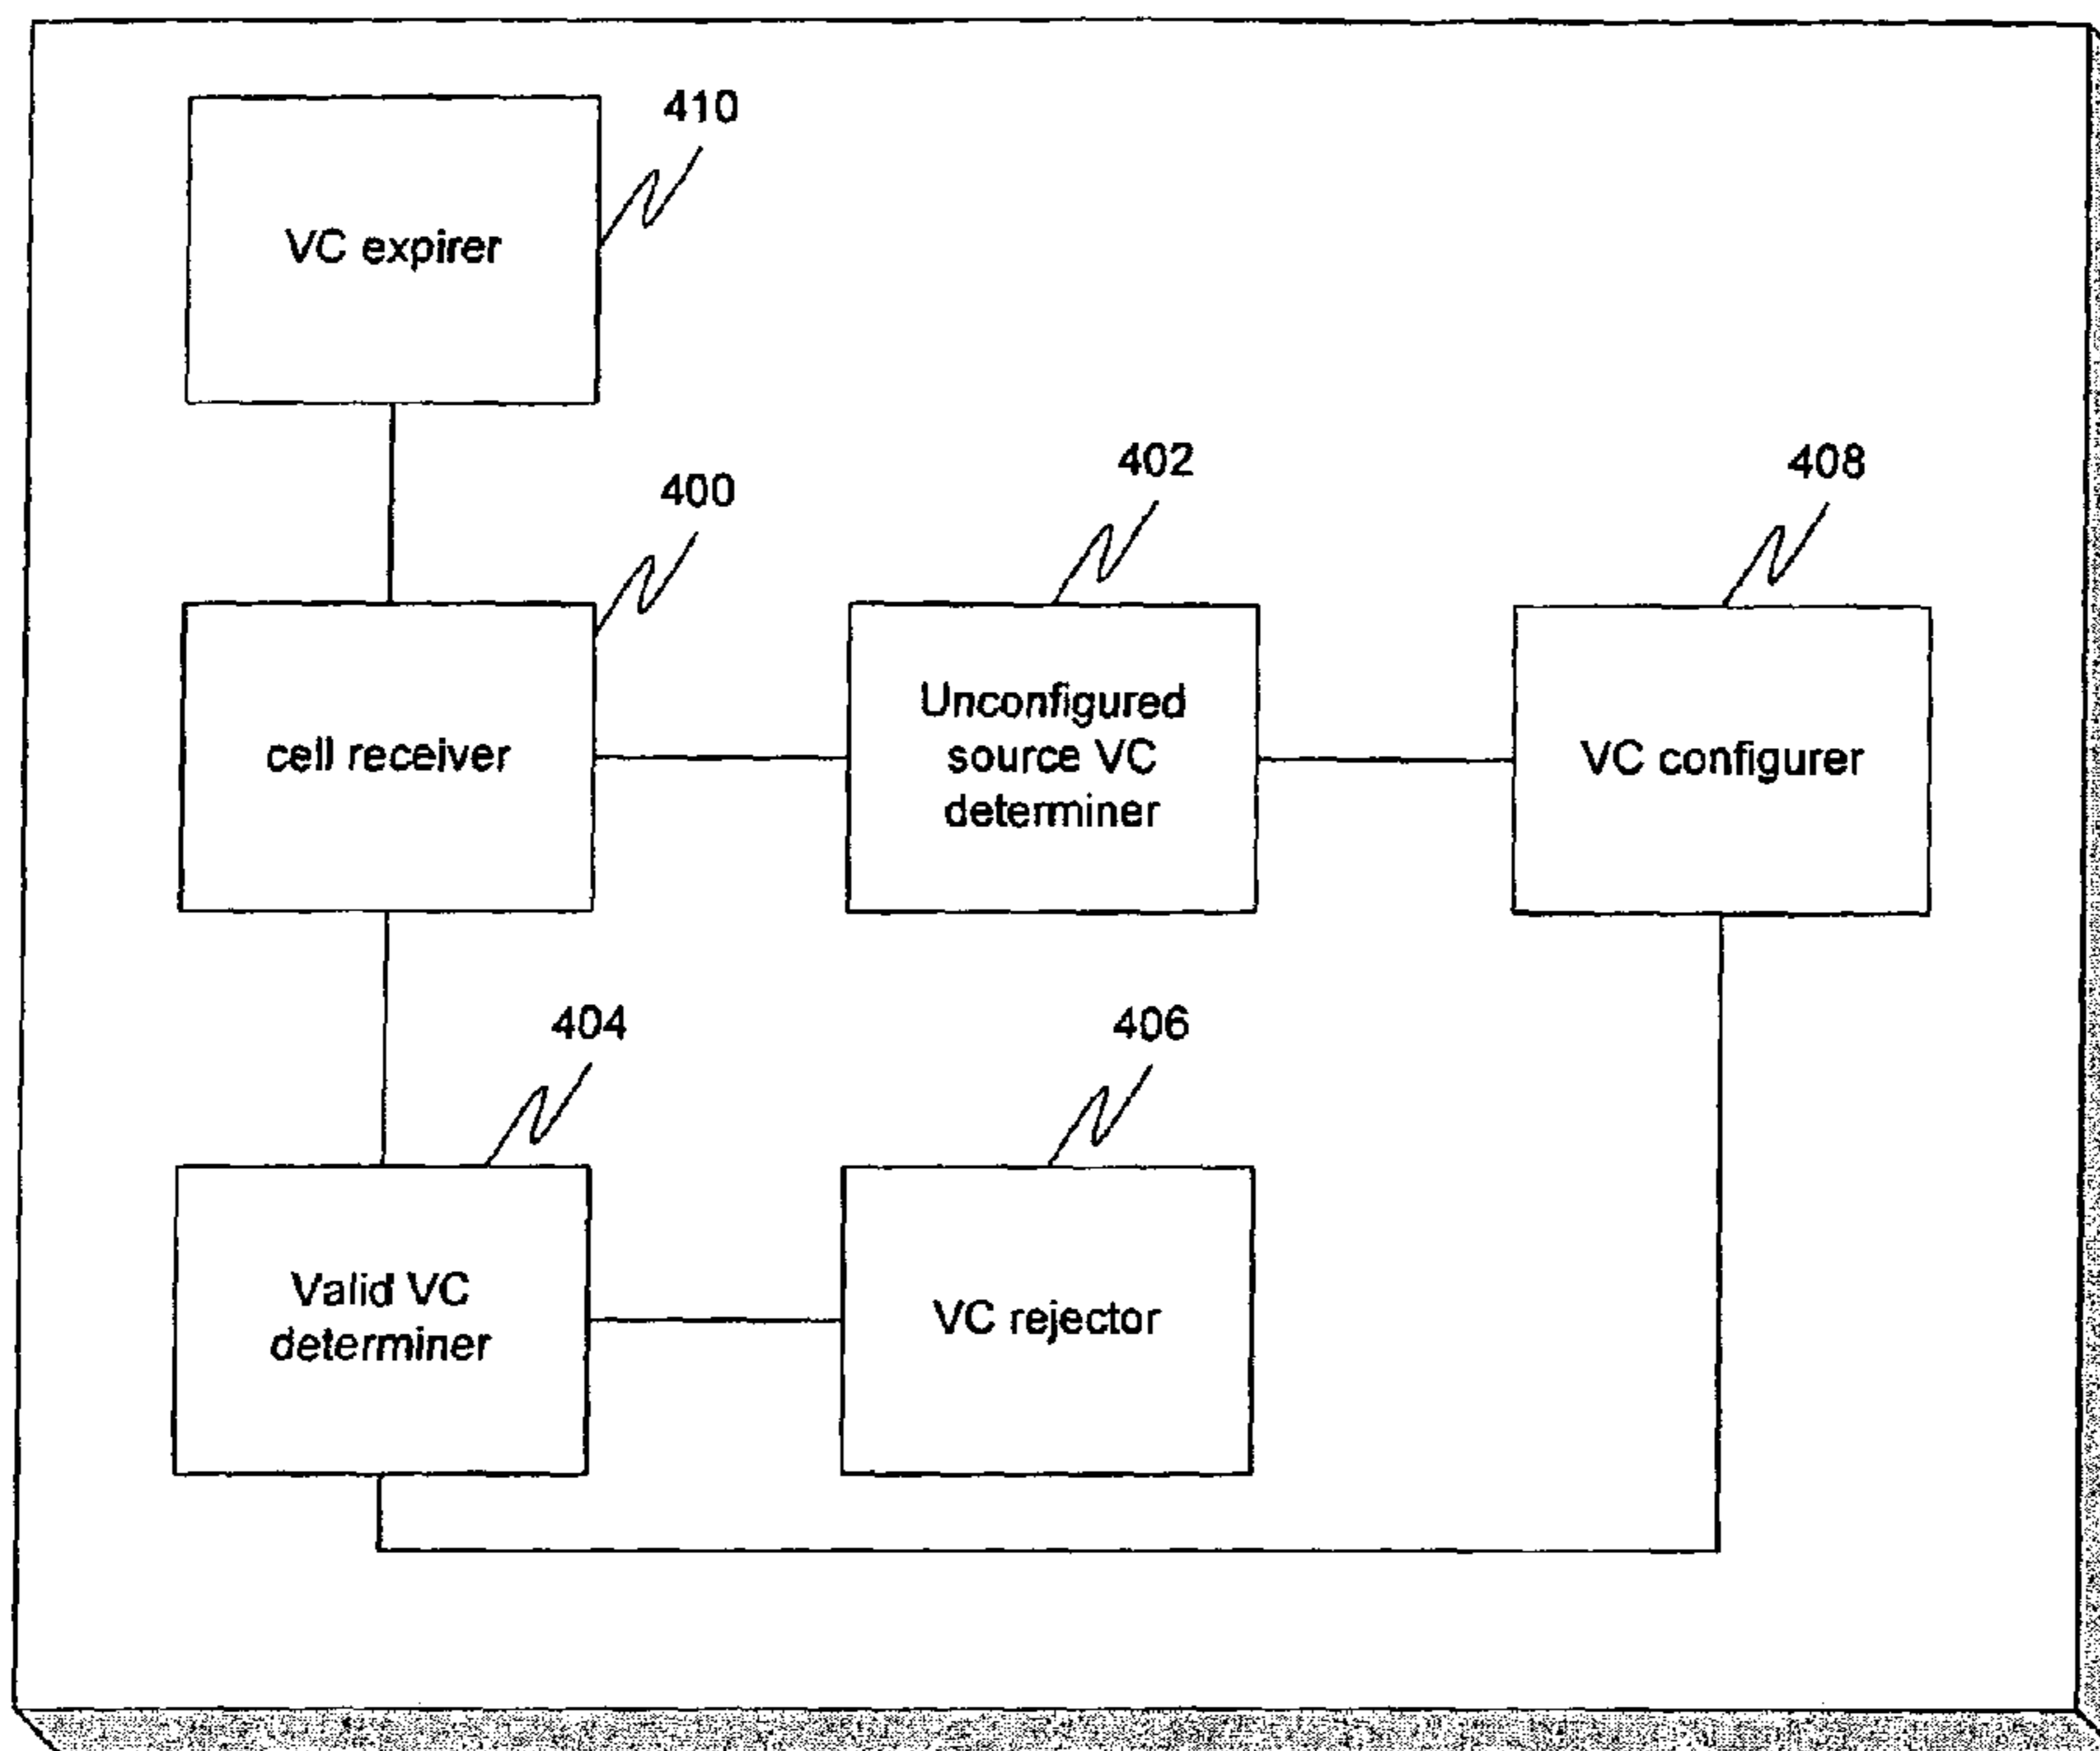 410
VC expirer
400
402
408
cell receiver
Unconfigured
source VC
determiner
VC configurer
404
406
Valid VC
determiner
VC rejector